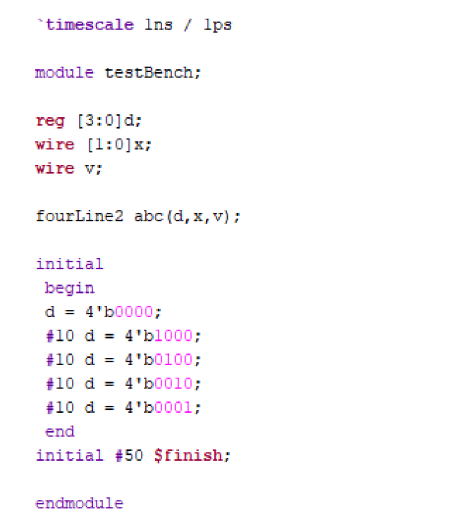 `timescale 1ns / 1ps
module testBench;
reg [3:0]d;
wire [1:0]x;
wire v;
fourLine2 abc(d,x,v);
initial
begin
d = 4'b0000;
#10 d = 4'b1000;
#10 d = 4'b0100;
#10 d = 4'b0010;
#10 d = 4'b0001;
end
initial #50 $finish;
endmodule